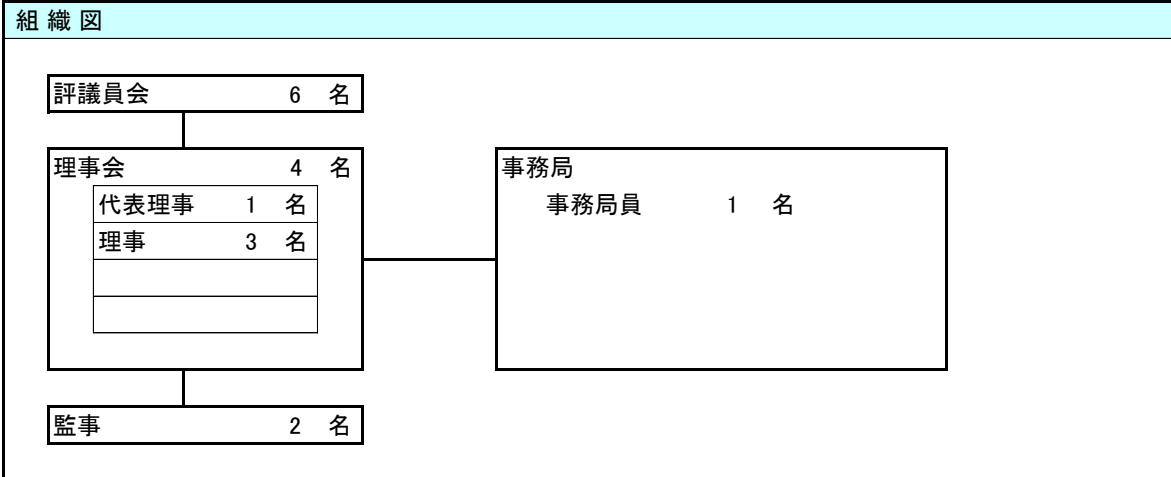 組織図
評議員会 6 名
理事会 4 名
代表理事 1 名
理事 3 名
事務局
事務局員 1 名
監事 2 名